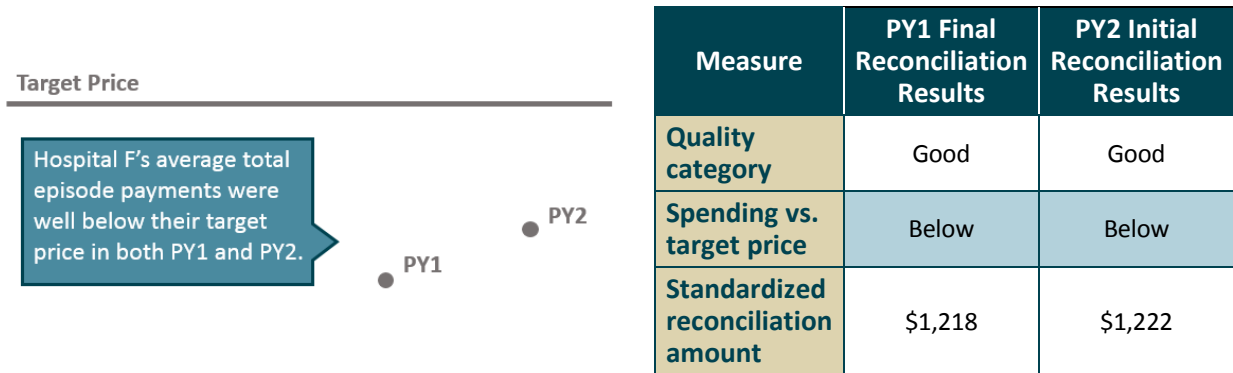 Target Price
Hospital F's average total
episode payments were
well below their target
price in both PY1 and PY2.
PY1
PY2
Measure
PY1 Final
Reconciliation
Results
PY2 Initial
Reconciliation
Results
Quality
category
Good
Good
Spending vs.
target price
Below
Below
Standardized
reconciliation
amount
$1,218
$1,222